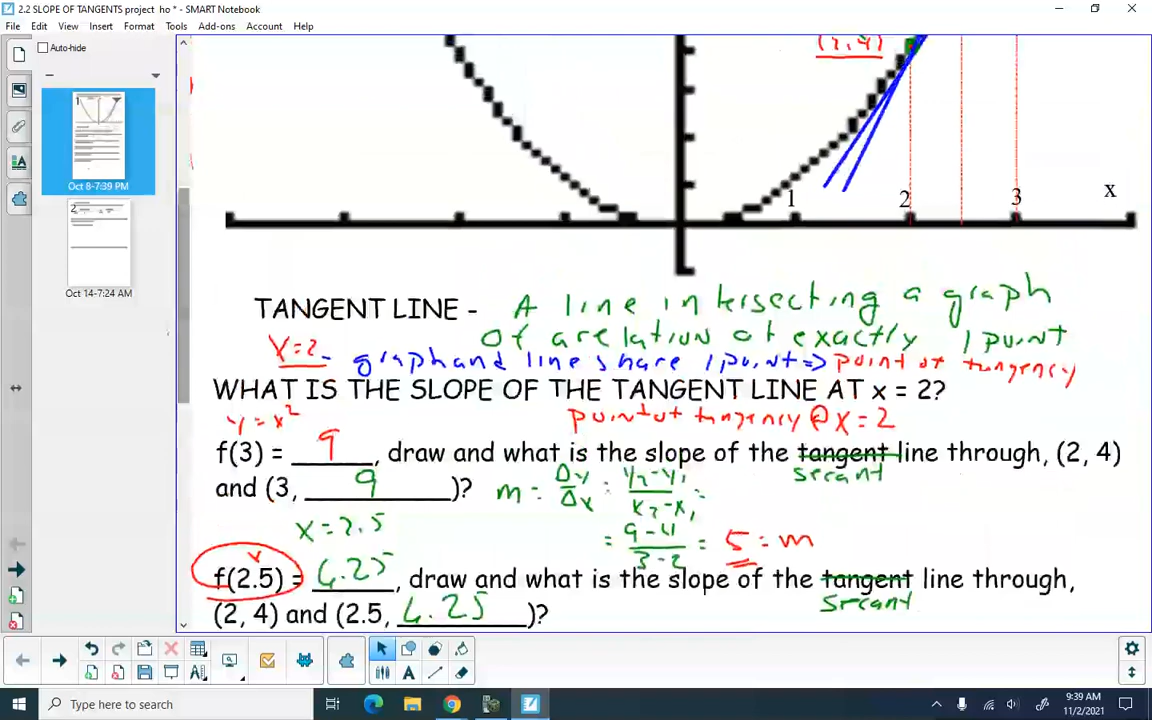 2.2 SLOPE OF TANGENTS project ho * - SMART Notebook
File Edit View Insert Format Tools Add-ons Account Help
Auto-hide
1
Oct 8-7:39 PM
2
Oct 14-7:24 AM
(2,4)
1 2 3 x
TANGENT LINE - A line intersecting a graph
of a relation at exactly 1 point
x=2 - graph and line share 1 point => point of tangency
WHAT IS THE SLOPE OF THE TANGENT LINE AT x = 2?
y = x² point of tangency @ x = 2
f(3) = 9, draw and what is the slope of the tangent line through, (2, 4)
secant
and (3, 9)? m = Δy/Δx = y₂-y₁/x₂-x₁ =
x = 2.5 = 9-4/3-2 = 5 = m
f(2.5) = 6.25, draw and what is the slope of the tangent line through,
secant
(2, 4) and (2.5, 6.25)?
Type here to search
9:39 AM
11/2/2021